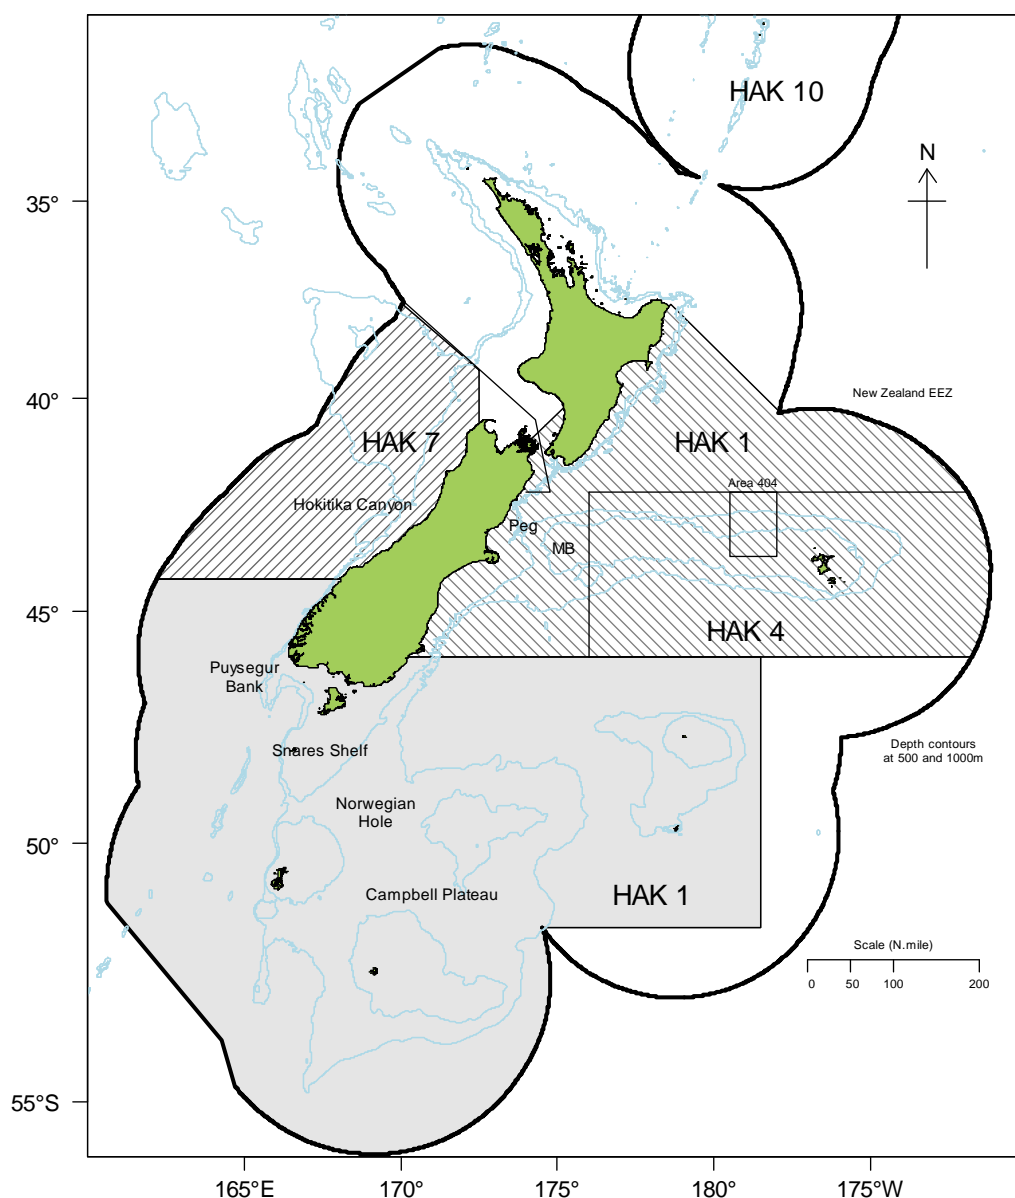 HAK 10
N
35°
40°
New Zealand EEZ
HAK 7
HAK 1
Area 404
Hokitika Canyon
Peg
MB
45°
HAK 4
Puysegur
Bank
Snares Shelf
Depth contours
at 500 and 1000m
Norwegian
Hole
50°
Campbell Plateau
HAK 1
Scale (N.mile)
0 50 100 200
55°S
165°E 170° 175° 180° 175°W